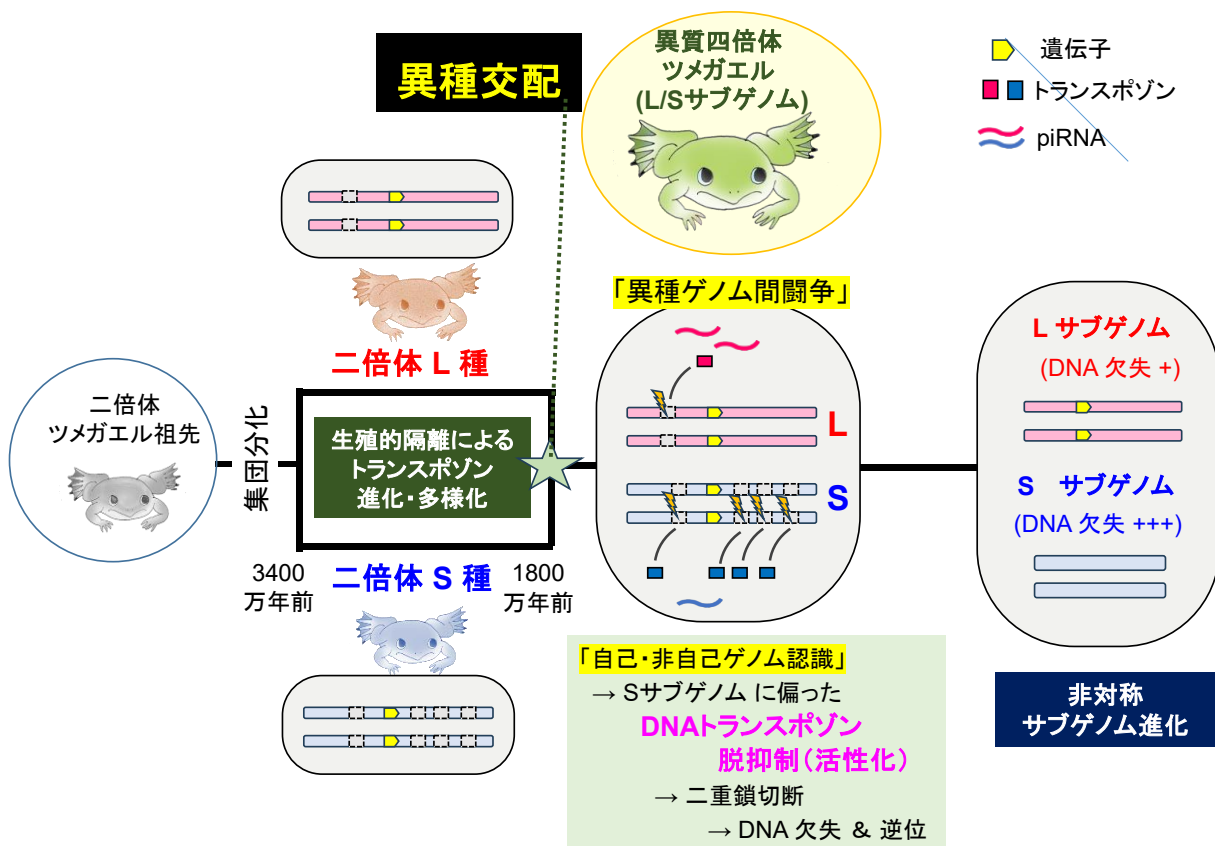 異種交配
異質四倍体
ツメガエル
(L/Sサブゲノム)
遺伝子
トランスポゾン
piRNA
二倍体 L 種
二倍体
ツメガエル祖先
集団分化
生殖的隔離による
トランスポゾン
進化・多様化
3400
万年前
二倍体 S 種
1800
万年前
「異種ゲノム間闘争」
L
S
「自己・非自己ゲノム認識」
→ Sサブゲノム に偏った
DNAトランスポゾン
脱抑制(活性化)
→ 二重鎖切断
→ DNA 欠失 & 逆位
L サブゲノム
(DNA 欠失 +)
S サブゲノム
(DNA 欠失 +++)
非対称
サブゲノム進化